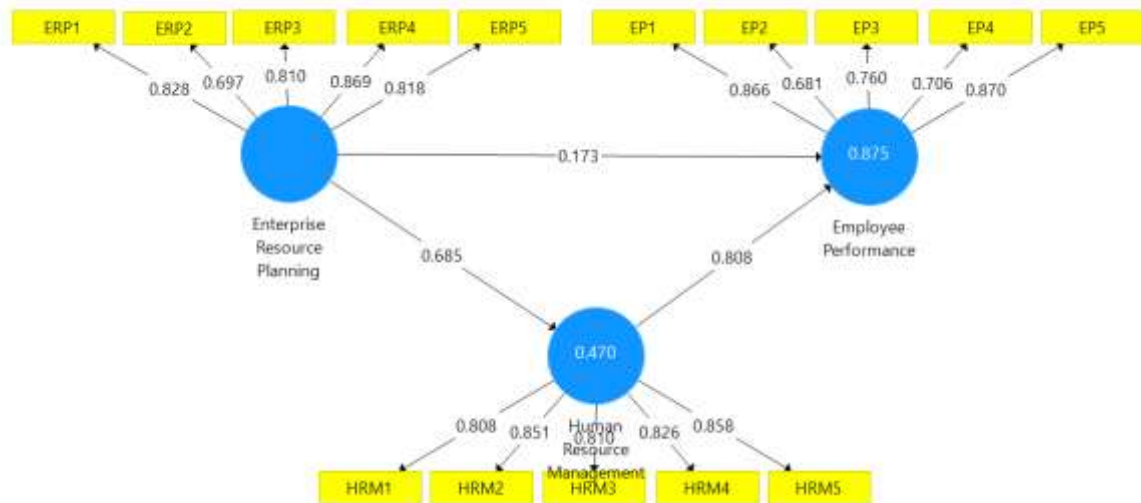 ERP1
ERP2
ERP3
ERP4
ERP5
EP1
EP2
EP3
EP4
EP5
0.828
0.697
0.810
0.869
0.818
0.866
0.681
0.760
0.706
0.870
0.173
0.875
Enterprise
Resource
Planning
Employee
Performance
0.685
0.808
0.470
0.808
0.851
0.810
0.826
0.858
Human
Resource
Management
HRM1
HRM2
HRM3
HRM4
HRM5